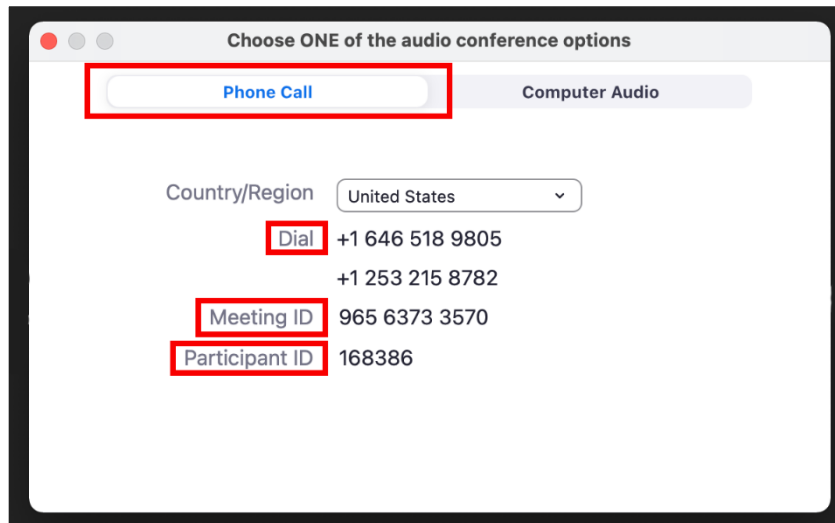 Choose ONE of the audio conference options
Phone Call Computer Audio
Country/Region United States
Dial +1 646 518 9805
+1 253 215 8782
Meeting ID 965 6373 3570
Participant ID 168386